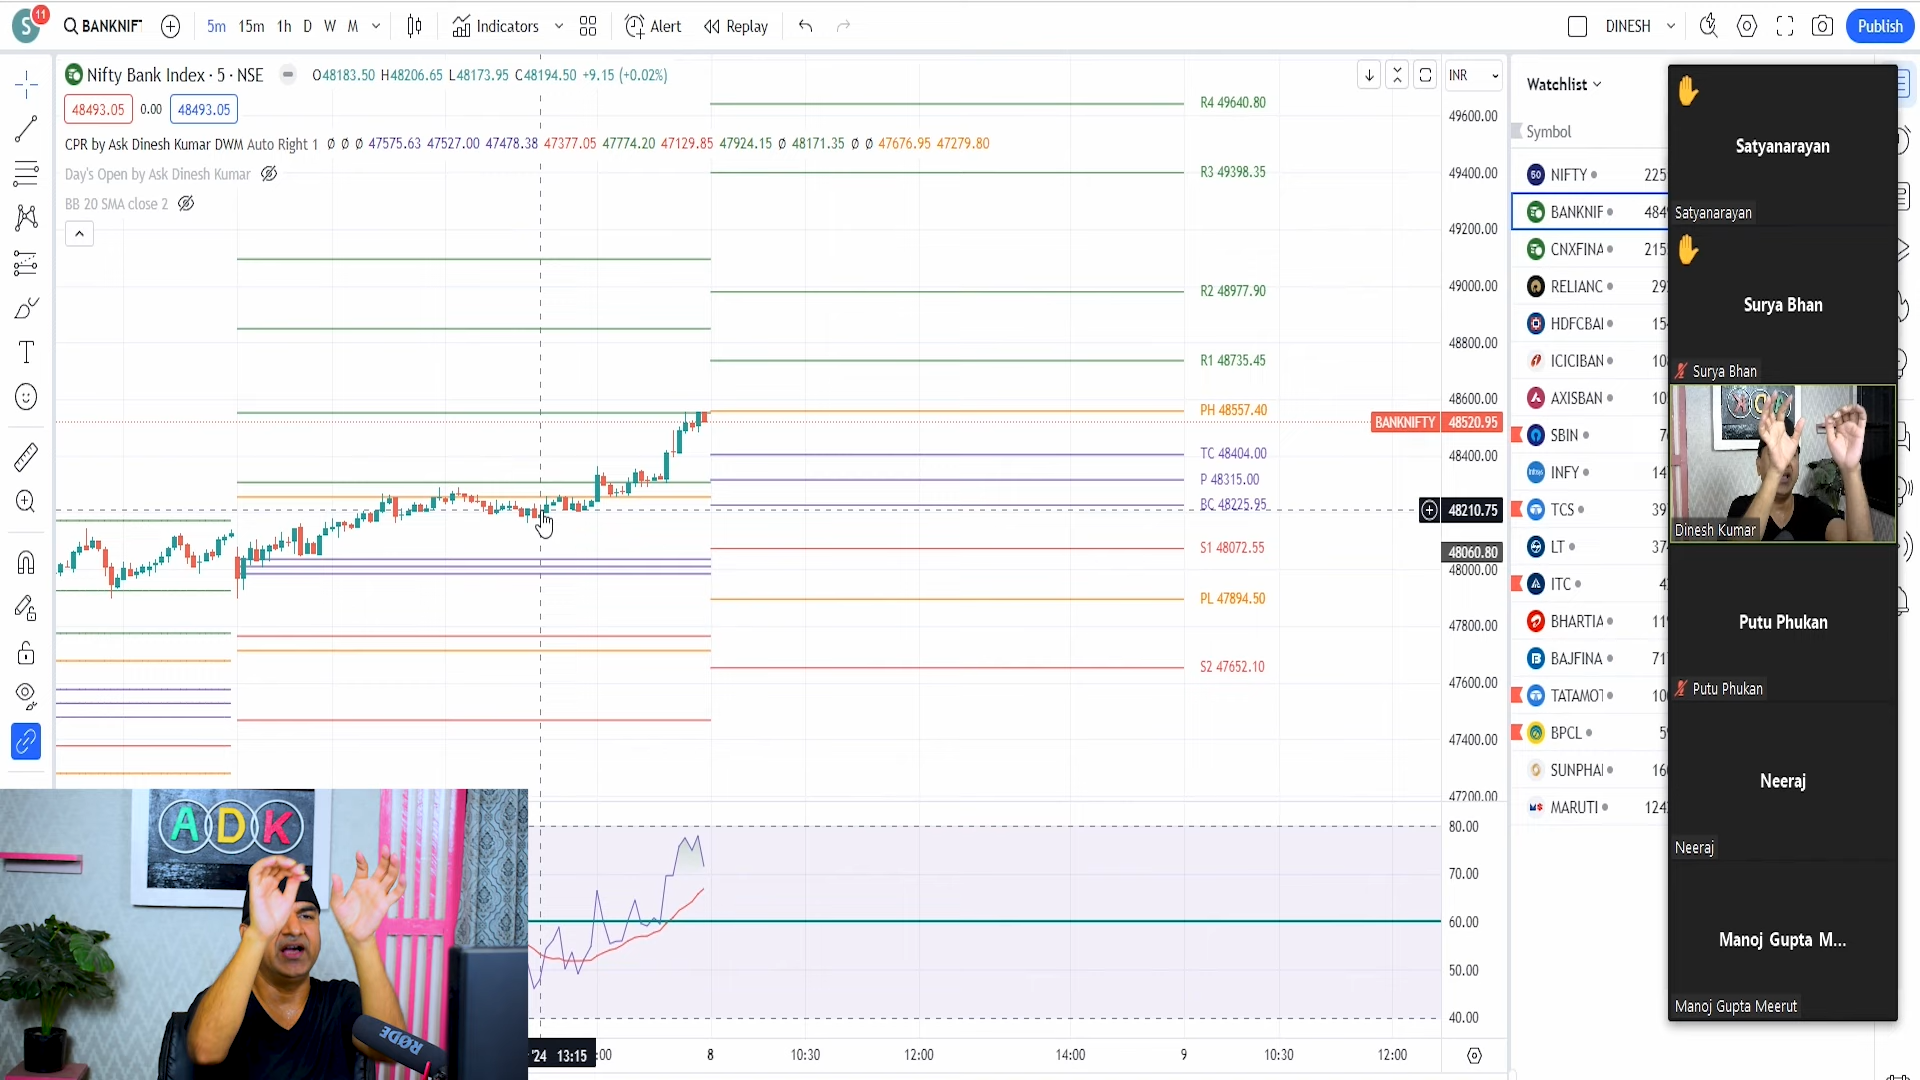 S
11
BANKNIF
5m 15m 1h D W M
Indicators
Alert
Replay
DINESH
Publish
Nifty Bank Index · 5 · NSE
O48183.50 H48206.65 L48173.95 C48194.50 +9.15 (+0.02%)
48493.05 0.00 48493.05
CPR by Ask Dinesh Kumar DWM Auto Right 1 Ø Ø Ø 47575.63 47527.00 47478.38 47377.05 47774.20 47129.85 47924.15 Ø 48171.35 Ø Ø 47676.95 47279.80
Day's Open by Ask Dinesh Kumar
BB 20 SMA close 2
R4 49640.80
R3 49398.35
R2 48977.90
R1 48735.45
PH 48557.40
TC 48404.00
P 48315.00
BC 48225.95
S1 48072.55
PL 47894.50
S2 47652.10
INR
49600.00
49400.00
49200.00
49000.00
48800.00
48600.00
BANKNIFTY 48520.95
48400.00
48210.75
48060.80
48000.00
47800.00
47600.00
47400.00
47200.00
80.00
70.00
60.00
50.00
40.00
'24 13:15 :00 8 10:30 12:00 14:00 9 10:30 12:00
Watchlist
Symbol
50 NIFTY 225
BANKNIF 484
CNXFINA 215
RELIANC 29
HDFCBAI 15
ICICIBAN 10
AXISBAN 10
SBIN 7
INFY 14
TCS 39
LT 37
ITC 4
BHARTIA 11
BAJFINA 71
TATAMOT 10
BPCL 5
SUNPHAI 16
MARUTI 124
Satyanarayan
Satyanarayan
Surya Bhan
Surya Bhan
Dinesh Kumar
Putu Phukan
Putu Phukan
Neeraj
Neeraj
Manoj Gupta M...
Manoj Gupta Meerut
ADK
RØDE